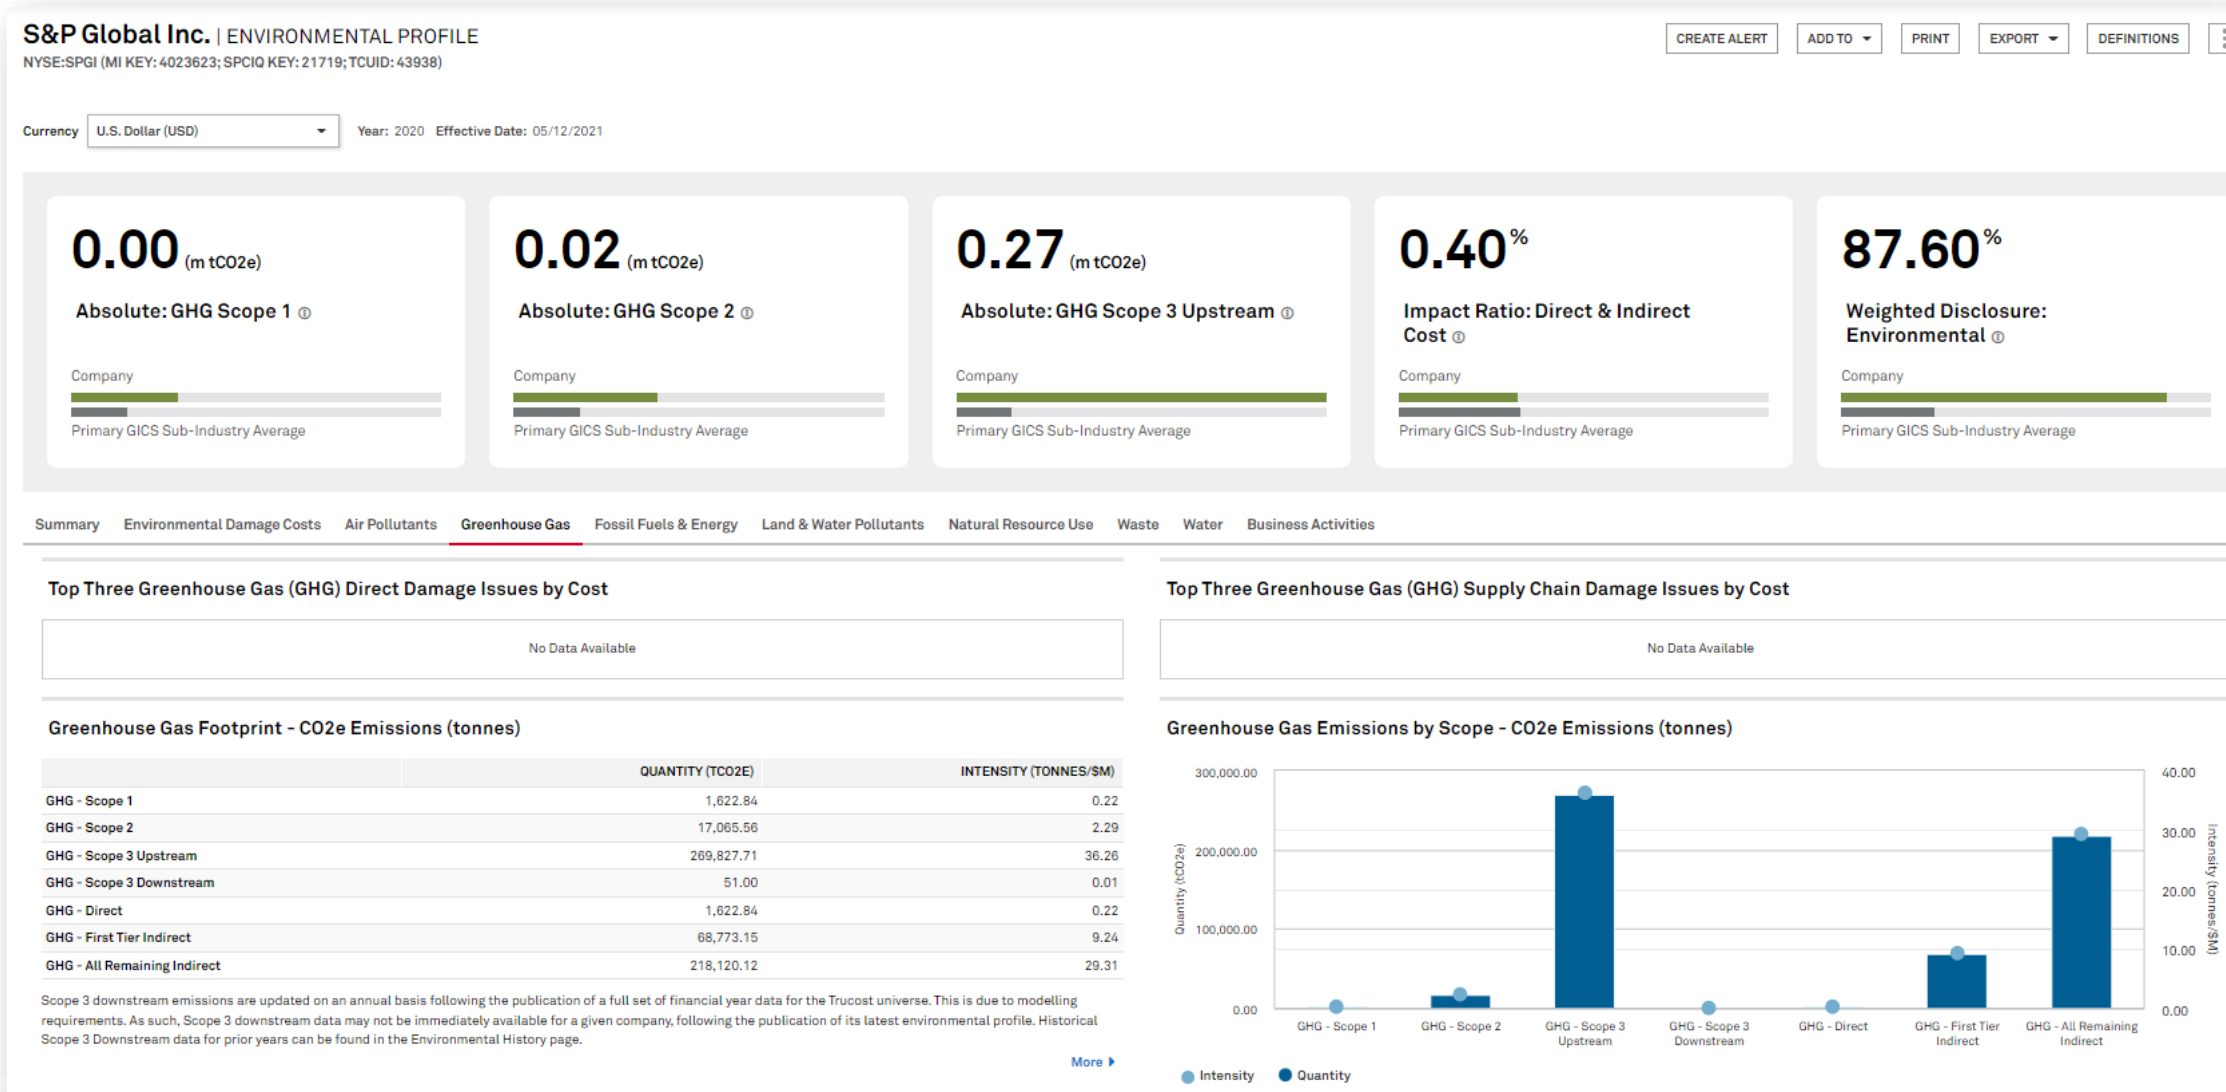 S&P Global Inc. | ENVIRONMENTAL PROFILE
NYSE:SPGI (MI KEY: 4023623; SPCIQ KEY: 21719; TCUID: 43938)
CREATE ALERT
ADD TO
PRINT
EXPORT
DEFINITIONS
Currency U.S. Dollar (USD) Year: 2020 Effective Date: 05/12/2021
0.00 (m tCO2e)
Absolute: GHG Scope 1
Company
Primary GICS Sub-Industry Average
0.02 (m tCO2e)
Absolute: GHG Scope 2
Company
Primary GICS Sub-Industry Average
0.27 (m tCO2e)
Absolute: GHG Scope 3 Upstream
Company
Primary GICS Sub-Industry Average
0.40%
Impact Ratio: Direct & Indirect
Cost
Company
Primary GICS Sub-Industry Average
87.60%
Weighted Disclosure:
Environmental
Company
Primary GICS Sub-Industry Average
Summary Environmental Damage Costs Air Pollutants Greenhouse Gas Fossil Fuels & Energy Land & Water Pollutants Natural Resource Use Waste Water Business Activities
Top Three Greenhouse Gas (GHG) Direct Damage Issues by Cost
No Data Available
Top Three Greenhouse Gas (GHG) Supply Chain Damage Issues by Cost
No Data Available
Greenhouse Gas Footprint - CO2e Emissions (tonnes)
QUANTITY (TCO2E) INTENSITY (TONNES/$M)
GHG - Scope 1 1,622.84 0.22
GHG - Scope 2 17,065.56 2.29
GHG - Scope 3 Upstream 269,827.71 36.26
GHG - Scope 3 Downstream 51.00 0.01
GHG - Direct 1,622.84 0.22
GHG - First Tier Indirect 68,773.15 9.24
GHG - All Remaining Indirect 218,120.12 29.31
Scope 3 downstream emissions are updated on an annual basis following the publication of a full set of financial year data for the Trucost universe. This is due to modelling
requirements. As such, Scope 3 downstream data may not be immediately available for a given company, following the publication of its latest environmental profile. Historical
Scope 3 Downstream data for prior years can be found in the Environmental History page.
More
Greenhouse Gas Emissions by Scope - CO2e Emissions (tonnes)
Quantity (tCO2e)
300,000.00
200,000.00
100,000.00
0.00
40.00
30.00
20.00
10.00
0.00
Intensity (tonnes/$M)
GHG - Scope 1
GHG - Scope 2
GHG - Scope 3
Upstream
GHG - Scope 3
Downstream
GHG - Direct
GHG - First Tier
Indirect
GHG - All Remaining
Indirect
Intensity Quantity